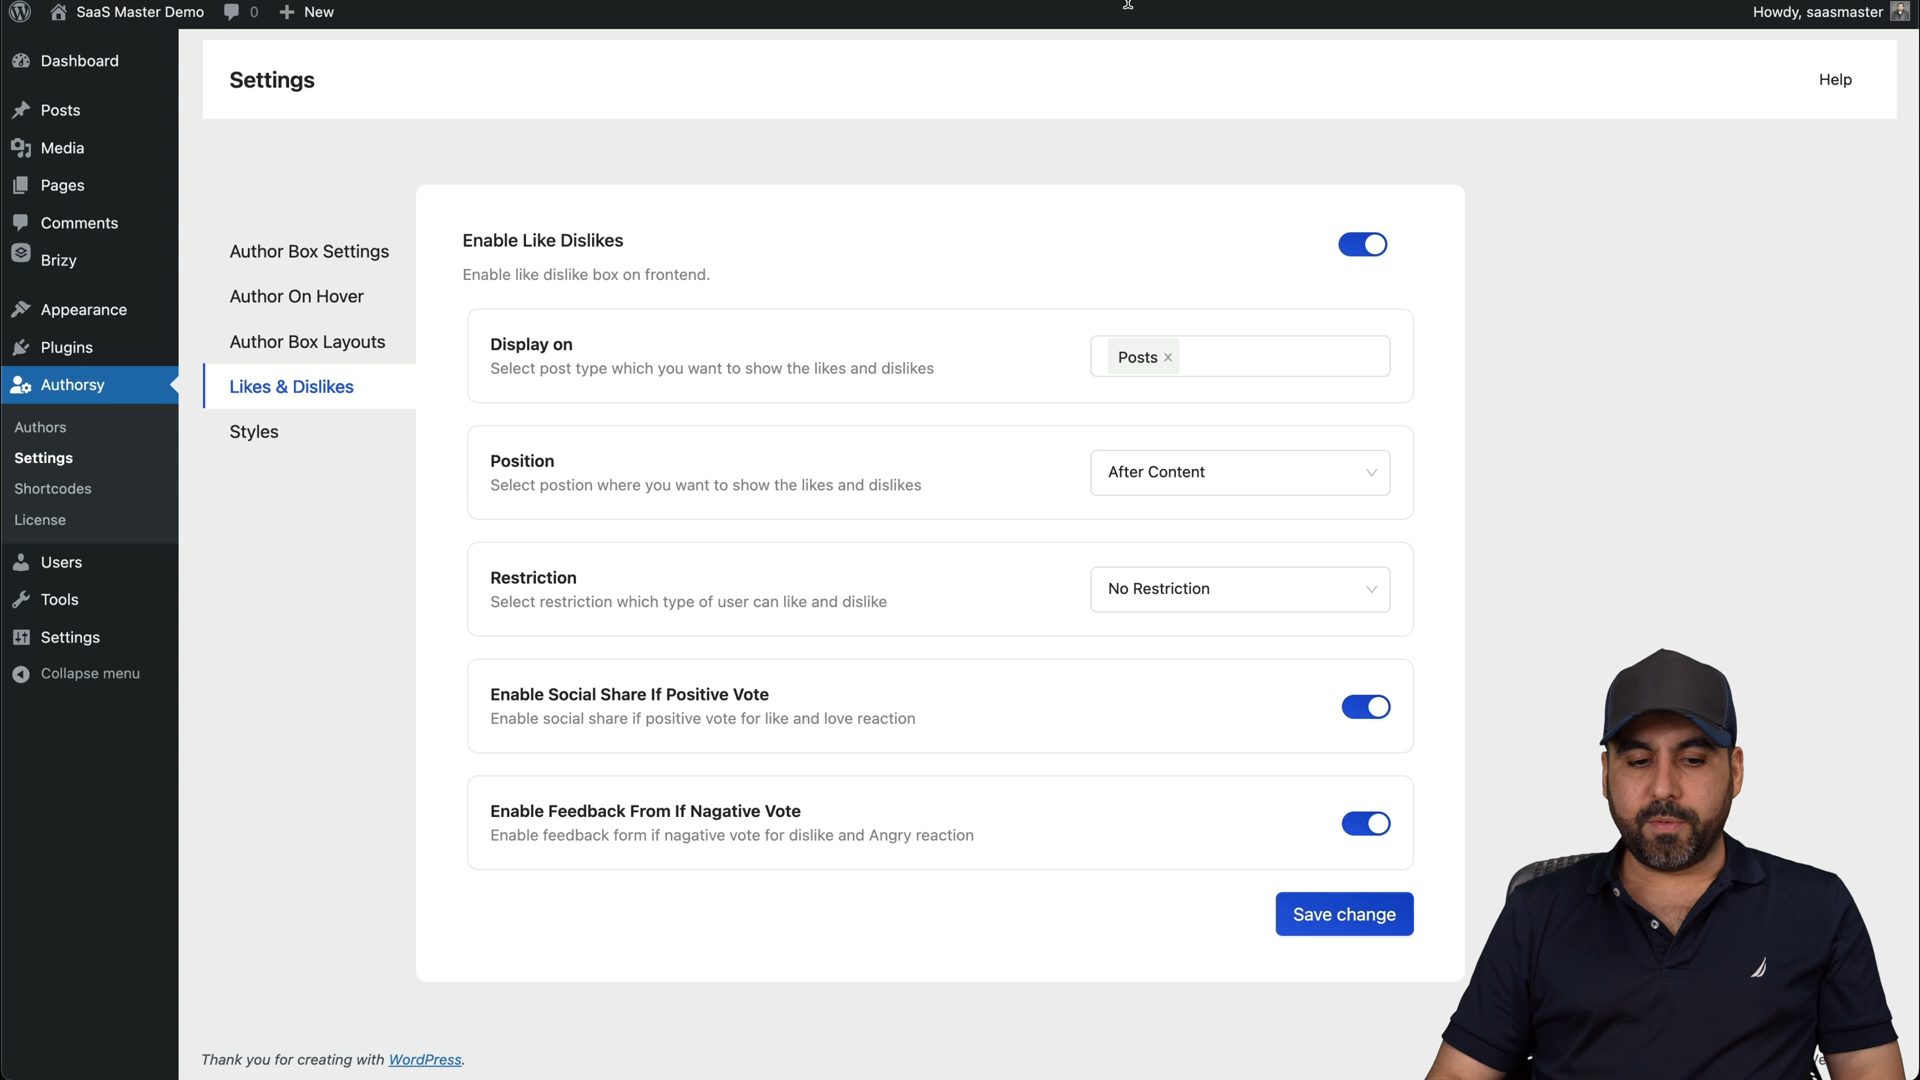 SaaS Master Demo
0
New
Howdy, saasmaster
Dashboard
Posts
Media
Pages
Comments
Brizy
Appearance
Plugins
Authorsy
Authors
Settings
Shortcodes
License
Users
Tools
Settings
Collapse menu
Settings
Help
Author Box Settings
Author On Hover
Author Box Layouts
Likes & Dislikes
Styles
Enable Like Dislikes
Enable like dislike box on frontend.
Display on
Select post type which you want to show the likes and dislikes
Posts ×
Position
Select postion where you want to show the likes and dislikes
After Content
Restriction
Select restriction which type of user can like and dislike
No Restriction
Enable Social Share If Positive Vote
Enable social share if positive vote for like and love reaction
Enable Feedback From If Nagative Vote
Enable feedback form if nagative vote for dislike and Angry reaction
Save change
Thank you for creating with WordPress.